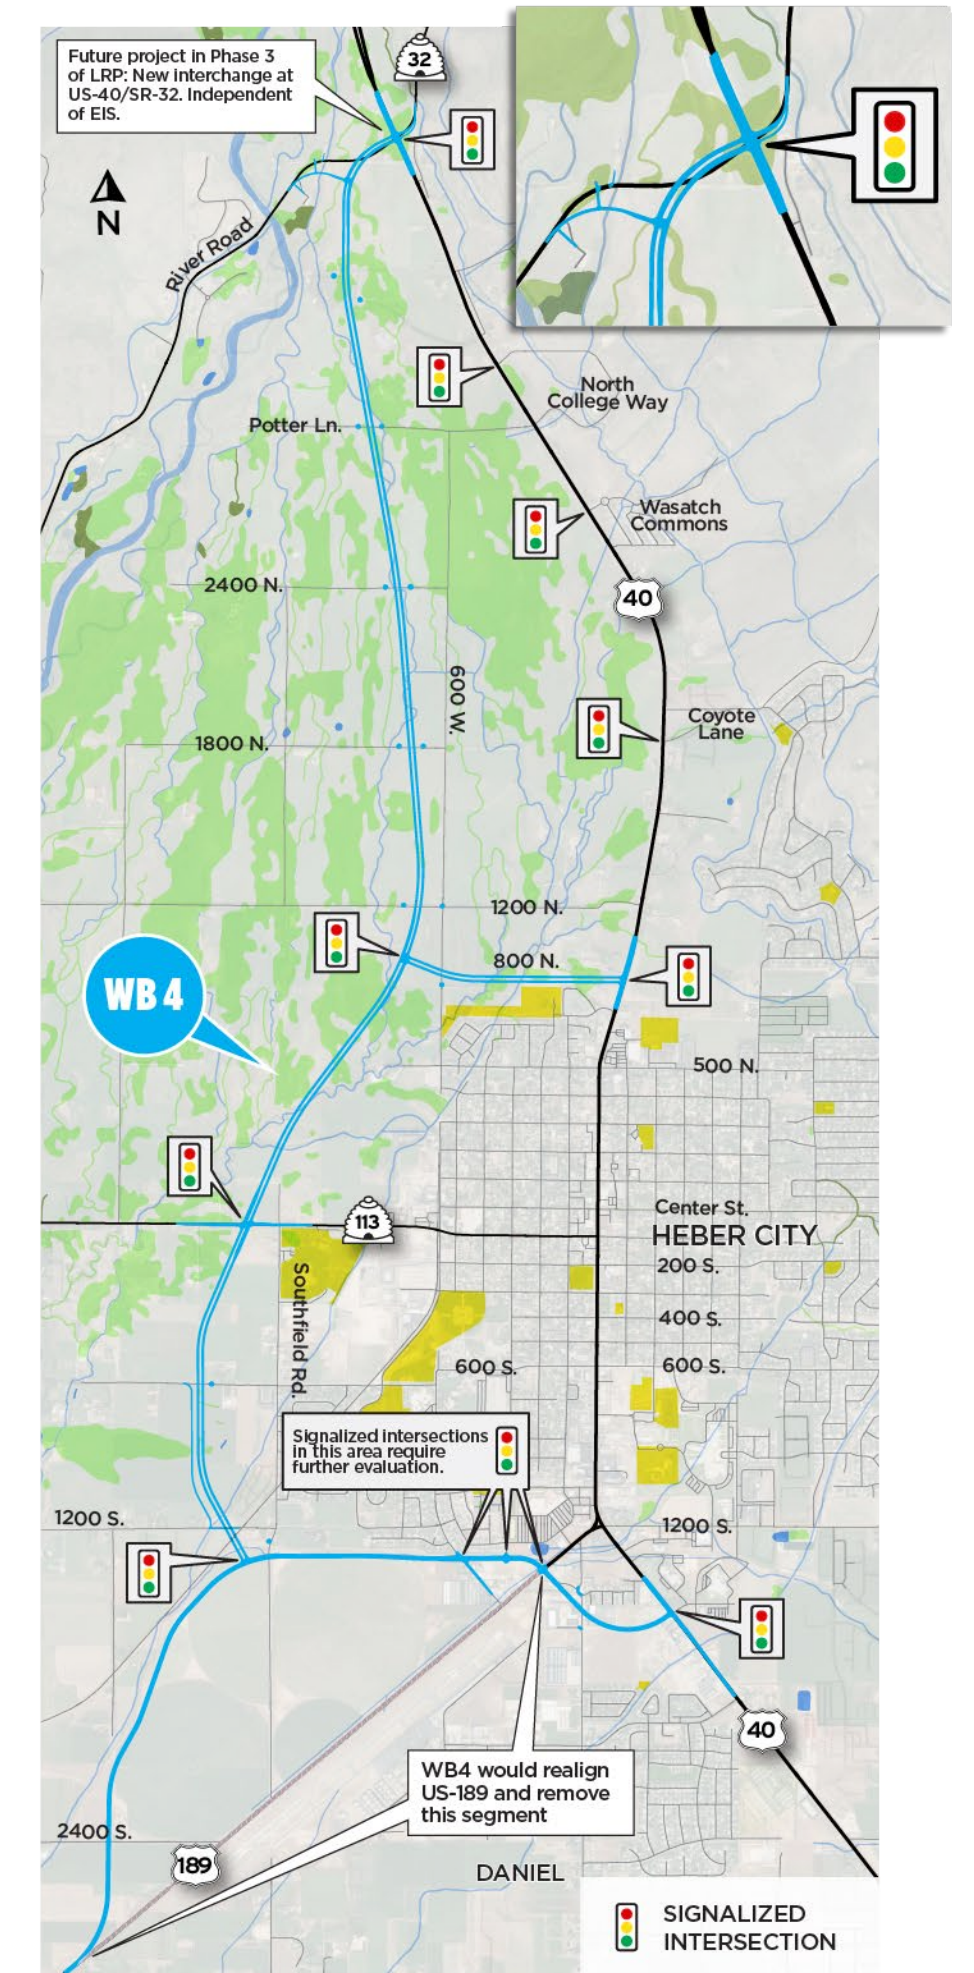 Future project in Phase 3
of LRP: New interchange at
US-40/SR-32. Independent
of EIS.
32
N
River Road
North
College Way
Potter Ln.
Wasatch
Commons
2400 N.
40
600 W.
Coyote
Lane
1800 N.
1200 N.
800 N.
WB 4
500 N.
113
Center St.
HEBER CITY
200 S.
Southfield Rd.
400 S.
600 S.
600 S.
Signalized intersections
in this area require
further evaluation.
1200 S.
1200 S.
40
WB4 would realign
US-189 and remove
this segment
2400 S.
189
DANIEL
SIGNALIZED
INTERSECTION